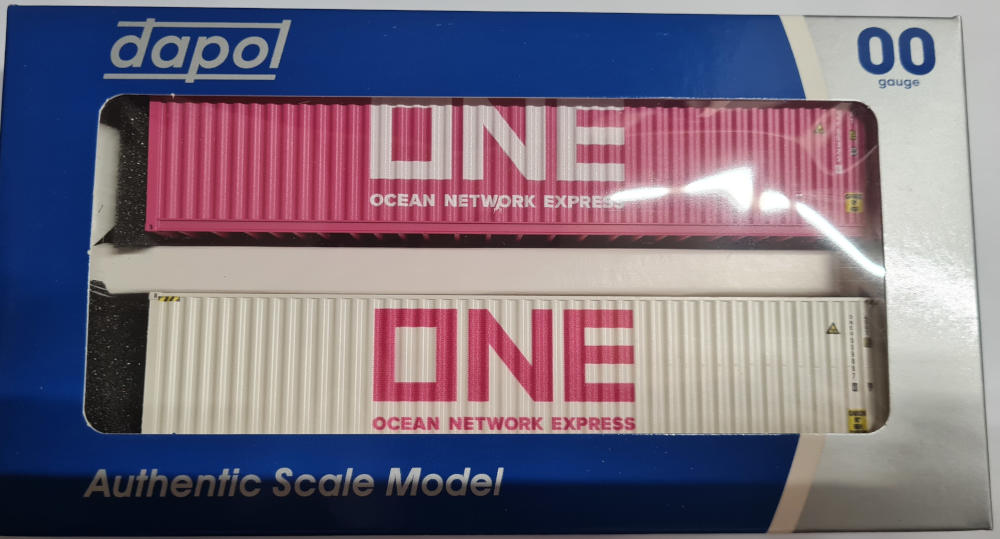 dapol
00
gauge
ONE
OCEAN NETWORK EXPRESS
ONE
OCEAN NETWORK EXPRESS
Authentic Scale Model